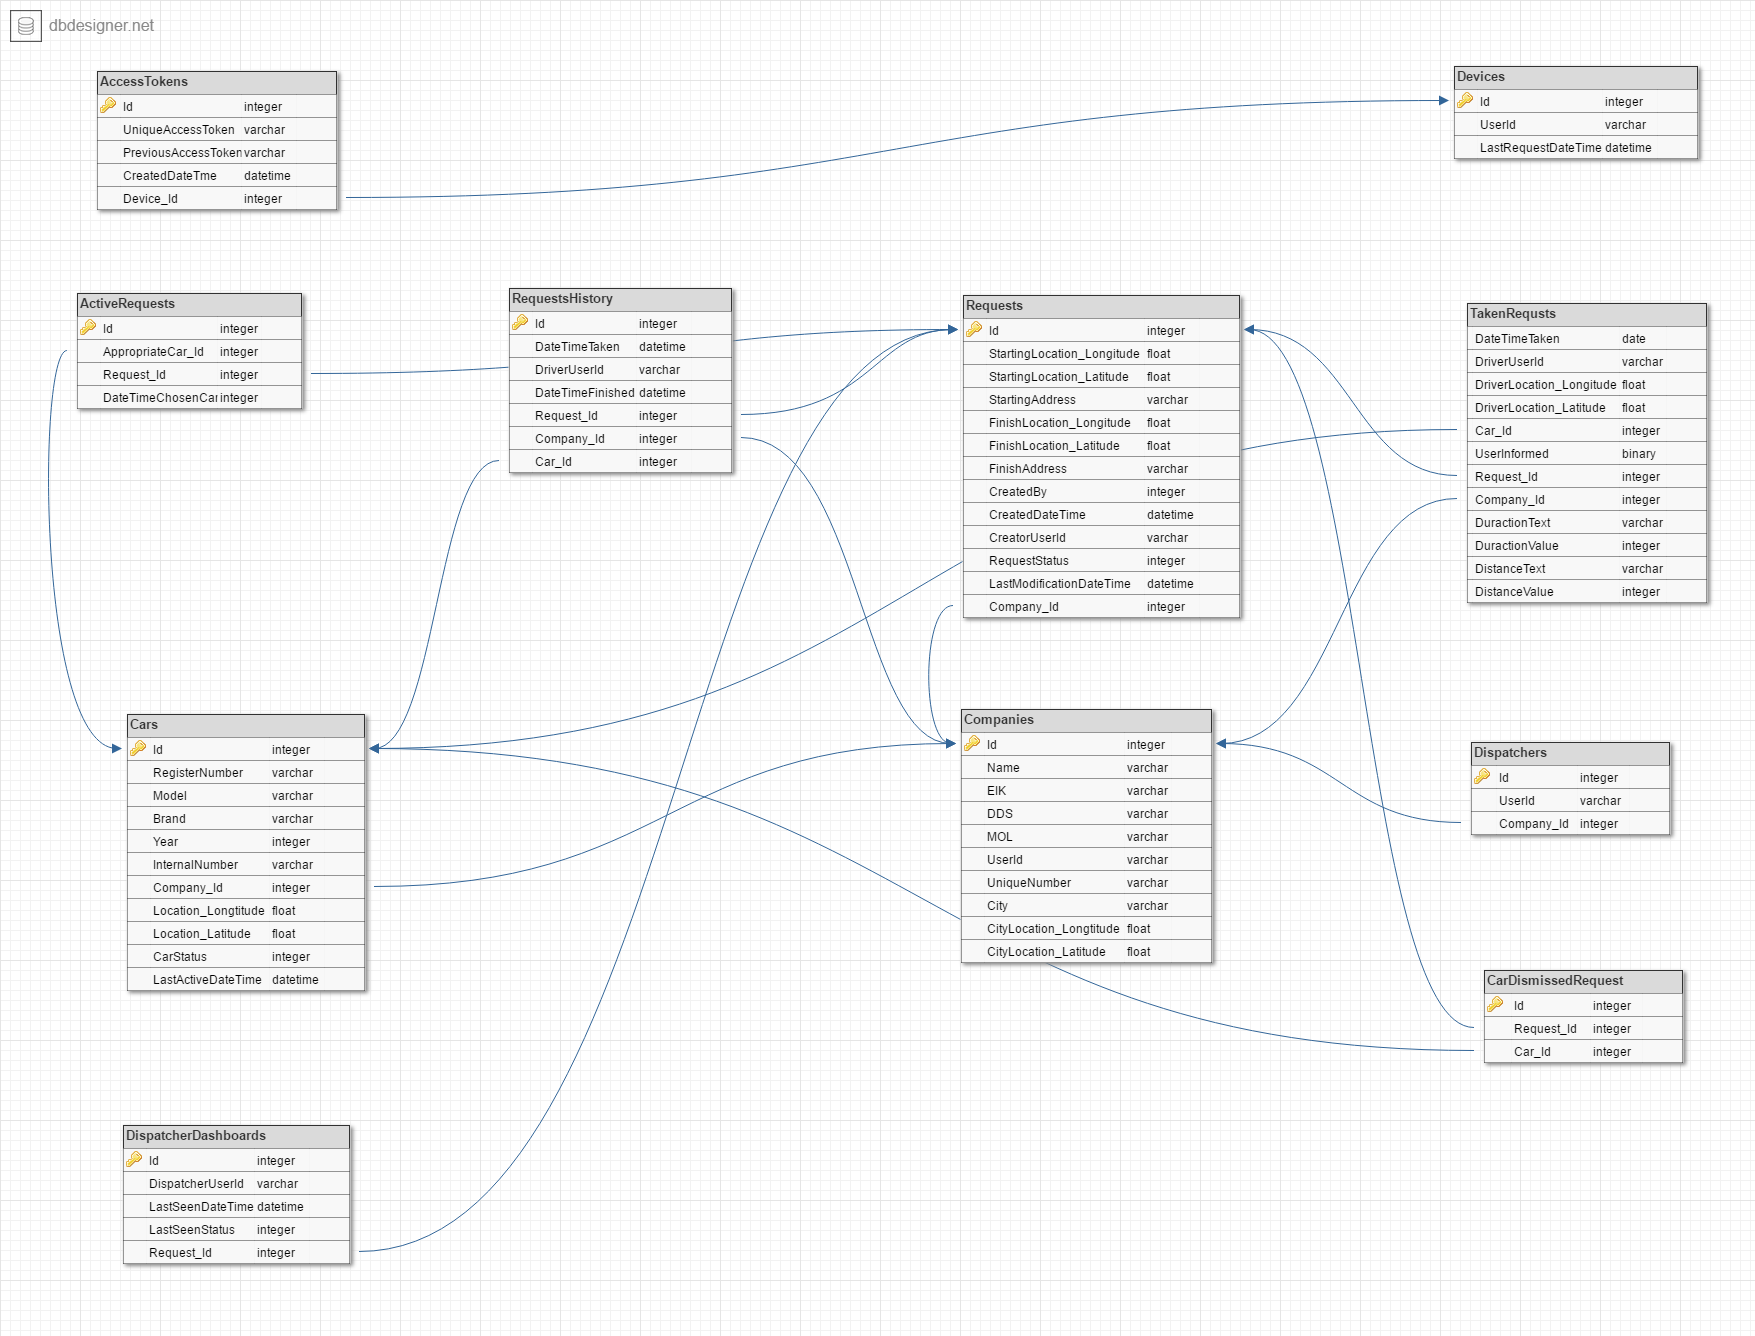 dbdesigner.net
AccessTokens
Id integer
UniqueAccessToken varchar
PreviousAccessToken varchar
CreatedDateTme datetime
Device_Id integer
Devices
Id integer
UserId varchar
LastRequestDateTime datetime
ActiveRequests
Id integer
AppropriateCar_Id integer
Request_Id integer
DateTimeChosenCar integer
RequestsHistory
Id integer
DateTimeTaken datetime
DriverUserId varchar
DateTimeFinished datetime
Request_Id integer
Company_Id integer
Car_Id integer
Requests
Id integer
StartingLocation_Longitude float
StartingLocation_Latitude float
StartingAddress varchar
FinishLocation_Longitude float
FinishLocation_Latitude float
FinishAddress varchar
CreatedBy integer
CreatedDateTime datetime
CreatorUserId varchar
RequestStatus integer
LastModificationDateTime datetime
Company_Id integer
TakenRequsts
DateTimeTaken date
DriverUserId varchar
DriverLocation_Longitude float
DriverLocation_Latitude float
Car_Id integer
UserInformed binary
Request_Id integer
Company_Id integer
DuractionText varchar
DuractionValue integer
DistanceText varchar
DistanceValue integer
Cars
Id integer
RegisterNumber varchar
Model varchar
Brand varchar
Year integer
InternalNumber varchar
Company_Id integer
Location_Longtitude float
Location_Latitude float
CarStatus integer
LastActiveDateTime datetime
Companies
Id integer
Name varchar
EIK varchar
DDS varchar
MOL varchar
UserId varchar
UniqueNumber varchar
City varchar
CityLocation_Longtitude float
CityLocation_Latitude float
Dispatchers
Id integer
UserId varchar
Company_Id integer
CarDismissedRequest
Id integer
Request_Id integer
Car_Id integer
DispatcherDashboards
Id integer
DispatcherUserId varchar
LastSeenDateTime datetime
LastSeenStatus integer
Request_Id integer